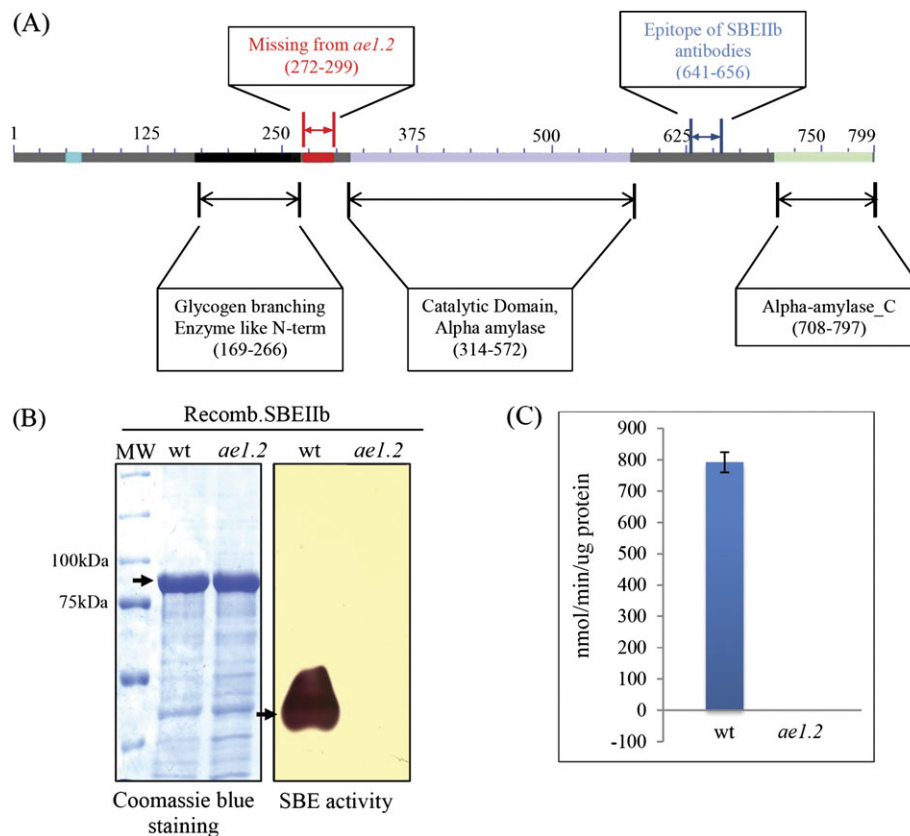 (A)
Missing from ae1.2
(272-299)
Epitope of SBEIIb
antibodies
(641-656)
1 125 250 375 500 625 750 799
Glycogen branching
Enzyme like N-term
(169-266)
Catalytic Domain,
Alpha amylase
(314-572)
Alpha-amylase_C
(708-797)
(B)
Recomb.SBEIIb
MW wt ae1.2 wt ae1.2
100kDa
75kDa
Coomassie blue
staining
SBE activity
(C)
nmol/min/ug protein
900
800
700
600
500
400
300
200
100
0
-100
wt ae1.2